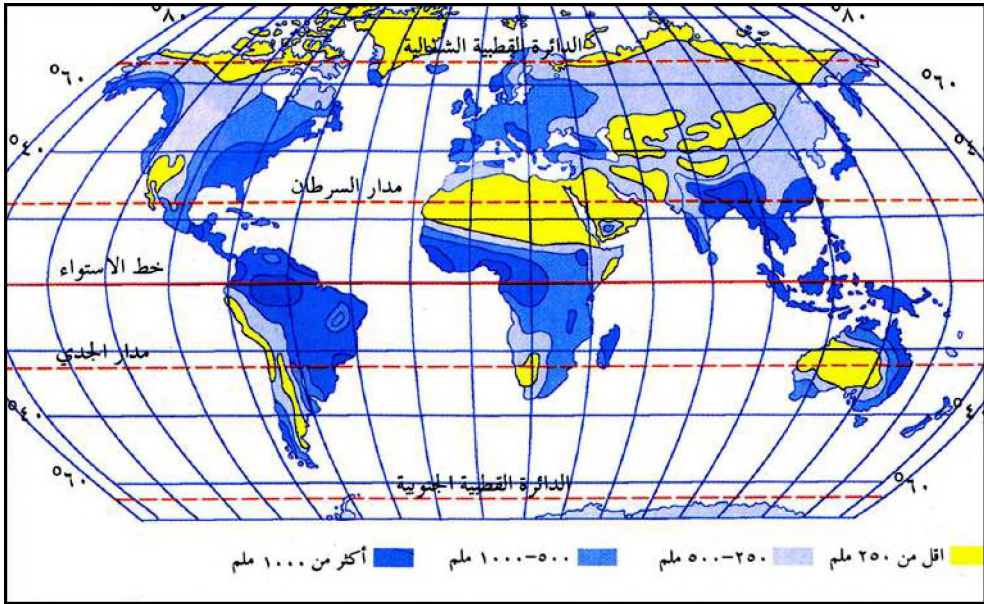 °٨٠ °٨٠
الدائرة القطبية الشمالية
°٦٠ °٦٠
°٤٠ °٤٠
مدار السرطان
خط الاستواء
مدار الجدي
°٤٠ °٤٠
°٦٠ °٦٠
الدائرة القطبية الجنوبية
اقل من ٢٥٠ ملم ٢٥٠-٥٠٠ ملم ٥٠٠-١٠٠٠ ملم أكثر من ١٠٠٠ ملم